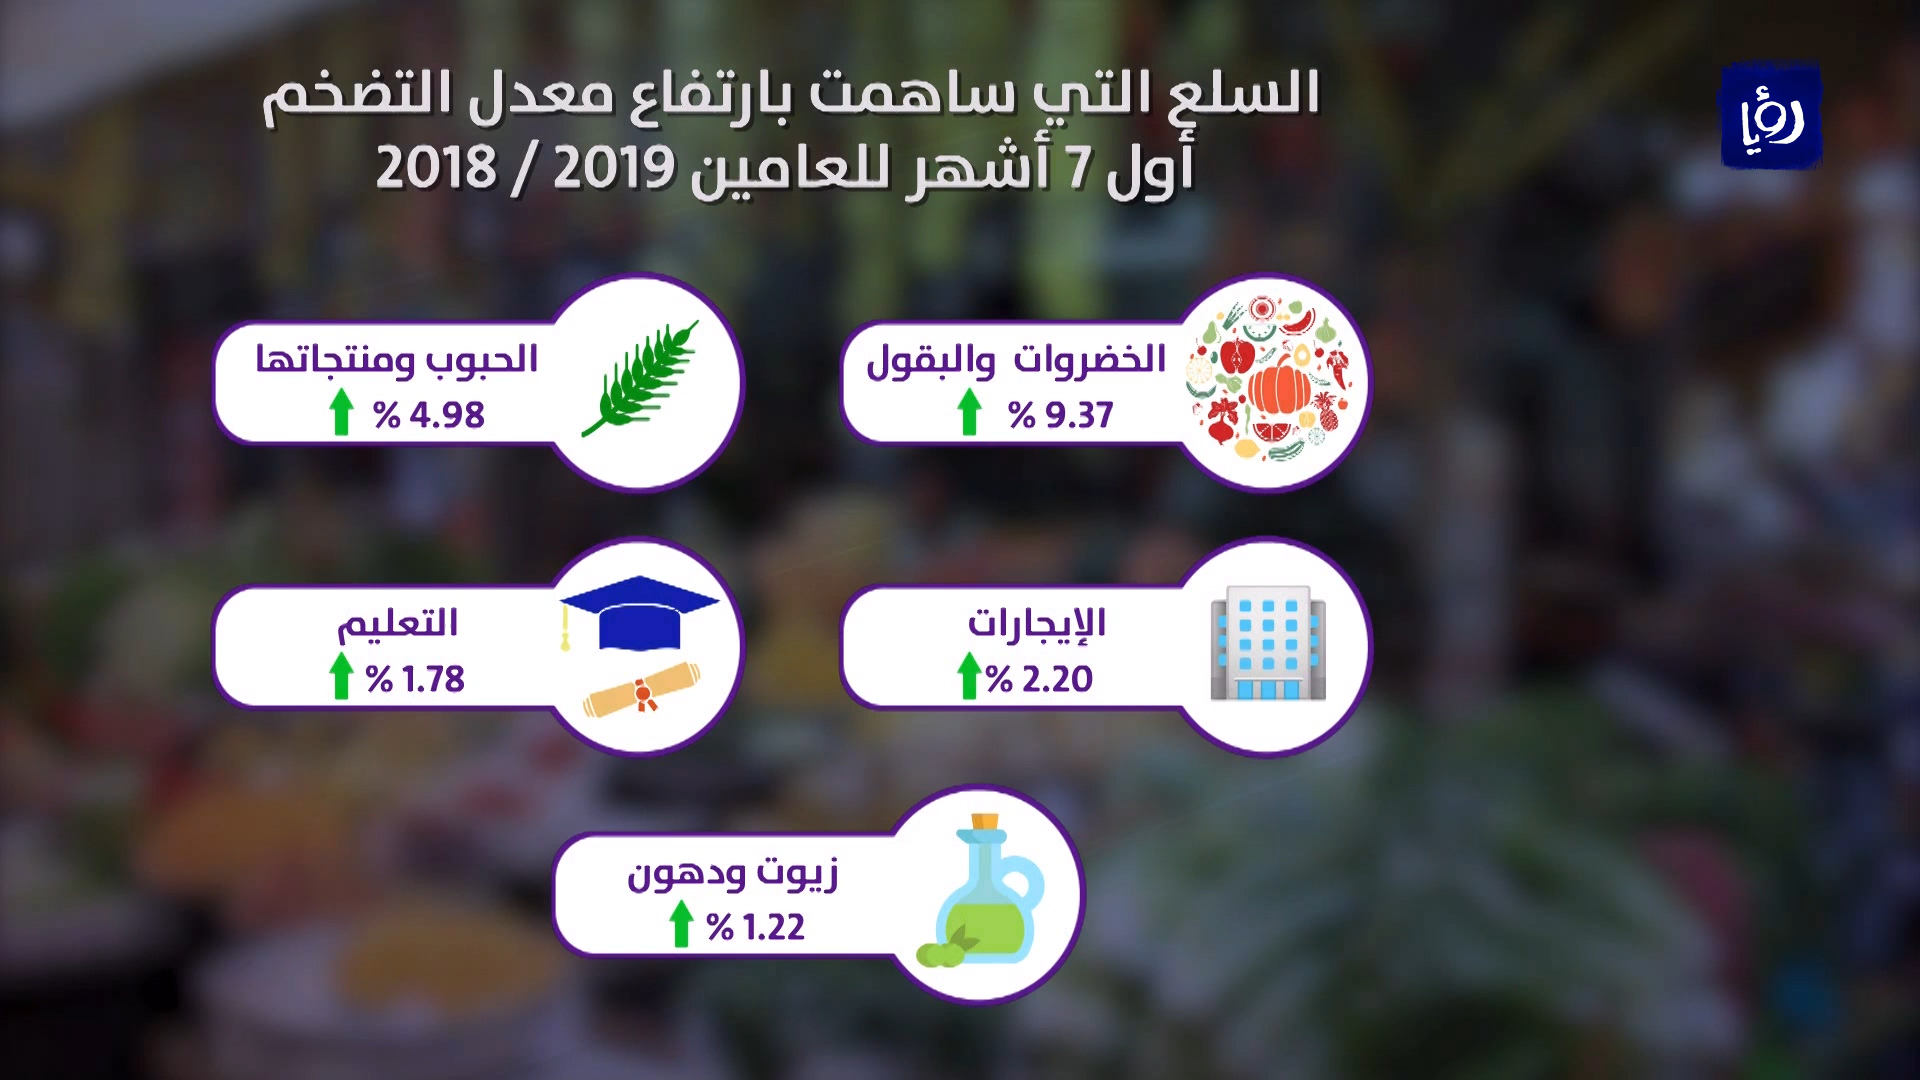 رؤيا
السلع التي ساهمت بارتفاع معدل التضخم
أول 7 أشهر للعامين 2019 / 2018
الخضروات والبقول
9.37 %
الحبوب ومنتجاتها
4.98 %
الإيجارات
2.20 %
التعليم
1.78 %
زيوت ودهون
1.22 %